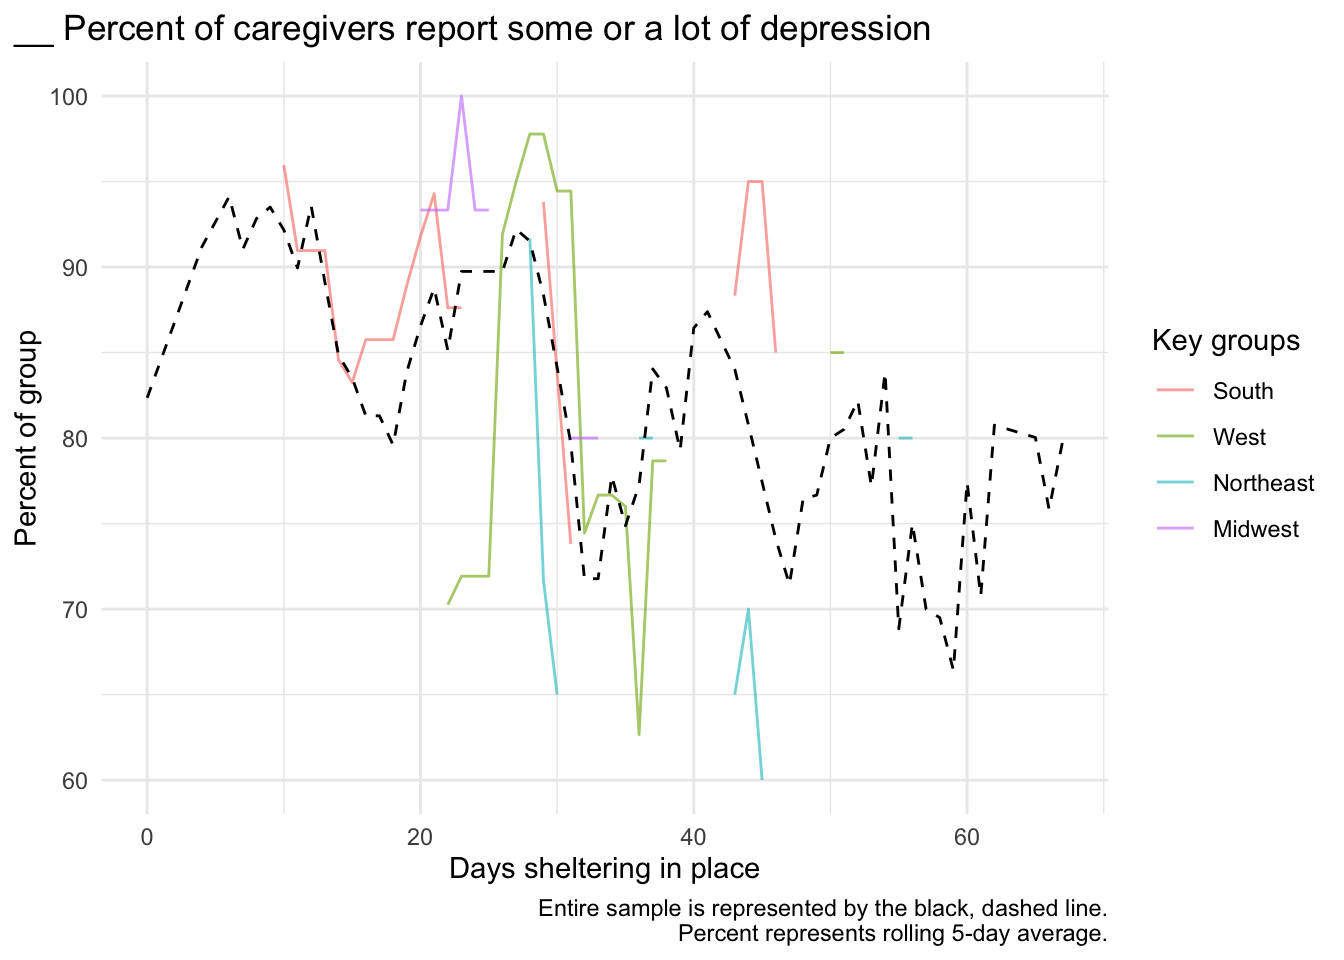 __ Percent of caregivers report some or a lot of depression
100
90
80
70
60
Percent of group
0 20 40 60
Days sheltering in place
Key groups
South
West
Northeast
Midwest
Entire sample is represented by the black, dashed line.
Percent represents rolling 5-day average.